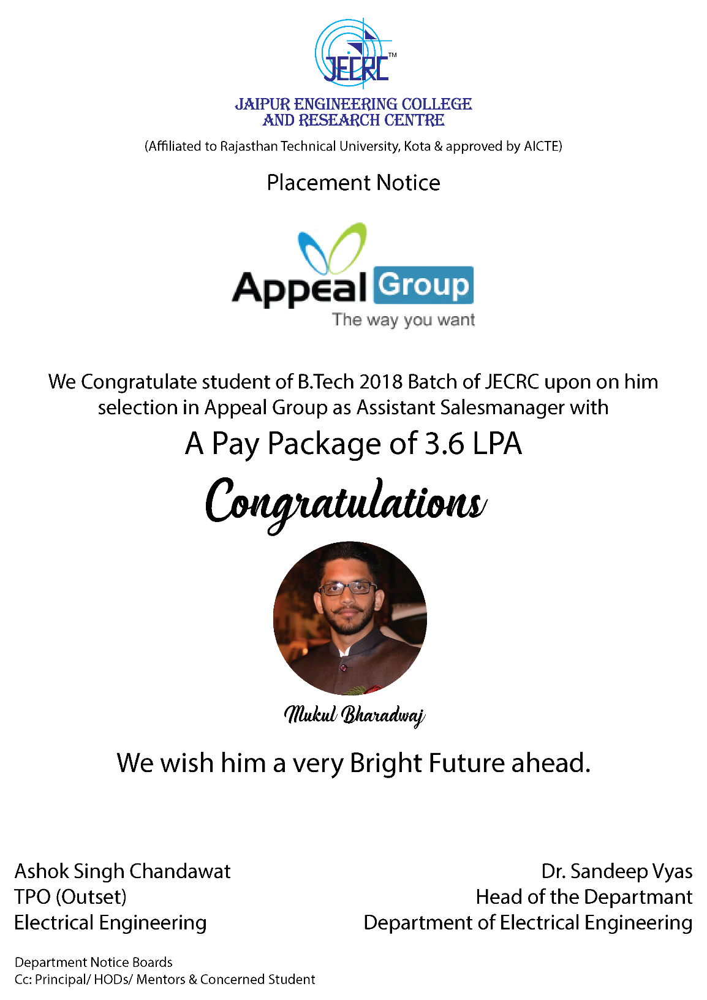 JECRC™
JAIPUR ENGINEERING COLLEGE
AND RESEARCH CENTRE
(Affiliated to Rajasthan Technical University, Kota & approved by AICTE)
Placement Notice
Appeal Group
The way you want
We Congratulate student of B.Tech 2018 Batch of JECRC upon on him
selection in Appeal Group as Assistant Salesmanager with
A Pay Package of 3.6 LPA
Congratulations
Mukul Bharadwaj
We wish him a very Bright Future ahead.
Ashok Singh Chandawat
TPO (Outset)
Electrical Engineering
Dr. Sandeep Vyas
Head of the Departmant
Department of Electrical Engineering
Department Notice Boards
Cc: Principal/ HODs/ Mentors & Concerned Student